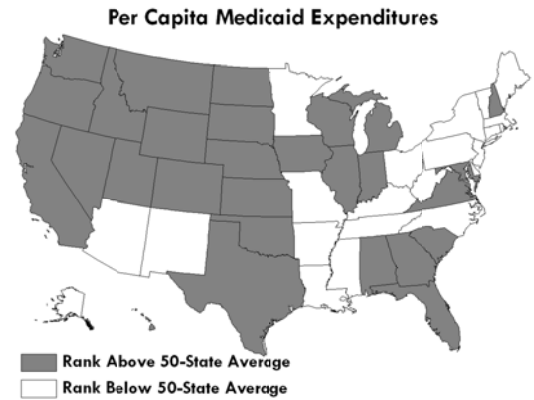 Per Capita Medicaid Expenditures
Rank Above 50-State Average
Rank Below 50-State Average